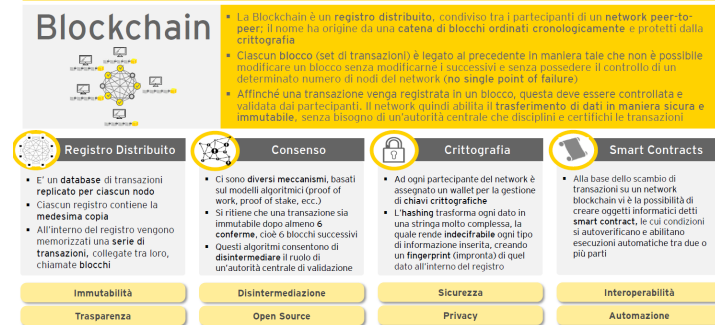 Blockchain
▪ La Blockchain è un registro distribuito, condiviso tra i partecipanti di un network peer-to-
peer; il nome ha origine da una catena di blocchi ordinati cronologicamente e protetti dalla
crittografia
▪ Ciascun blocco (set di transazioni) è legato al precedente in maniera tale che non è possibile
modificare un blocco senza modificarne i successivi e senza possedere il controllo di un
determinato numero di nodi del network (no single point of failure)
▪ Affinché una transazione venga registrata in un blocco, questa deve essere controllata e
validata dai partecipanti. Il network quindi abilita il trasferimento di dati in maniera sicura e
immutabile, senza bisogno di un'autorità centrale che disciplini e certifichi le transazioni
Registro Distribuito
▪ E' un database di transazioni
replicato per ciascun nodo
▪ Ciascun registro contiene la
medesima copia
▪ All'interno del registro vengono
memorizzati una serie di
transazioni, collegate tra loro,
chiamate blocchi
Immutabilità
Trasparenza
Consenso
▪ Ci sono diversi meccanismi, basati
sul modelli algoritmici (proof of
work, proof of stake, ecc.)
▪ Si ritiene che una transazione sia
immutabile dopo almeno 6
conferme, cioè 6 blocchi successivi
▪ Questi algoritmi consentono di
disintermediare il ruolo di
un'autorità centrale di validazione
Disintermediazione
Open Source
Crittografia
▪ Ad ogni partecipante del network è
assegnato un wallet per la gestione
di chiavi crittografiche
▪ L'hashing trasforma ogni dato in
una stringa molto complessa, la
quale rende indecifrabile ogni tipo
di informazione inserita, creando
un fingerprint (impronta) di quel
dato all'interno del registro
Sicurezza
Privacy
Smart Contracts
▪ Alla base dello scambio di
transazioni su un network
blockchain vi è la possibilità di
creare oggetti informatici detti
smart contract, le cui condizioni
si autoverificano e abilitano
esecuzioni automatiche tra due o
più parti
Interoperabilità
Automazione